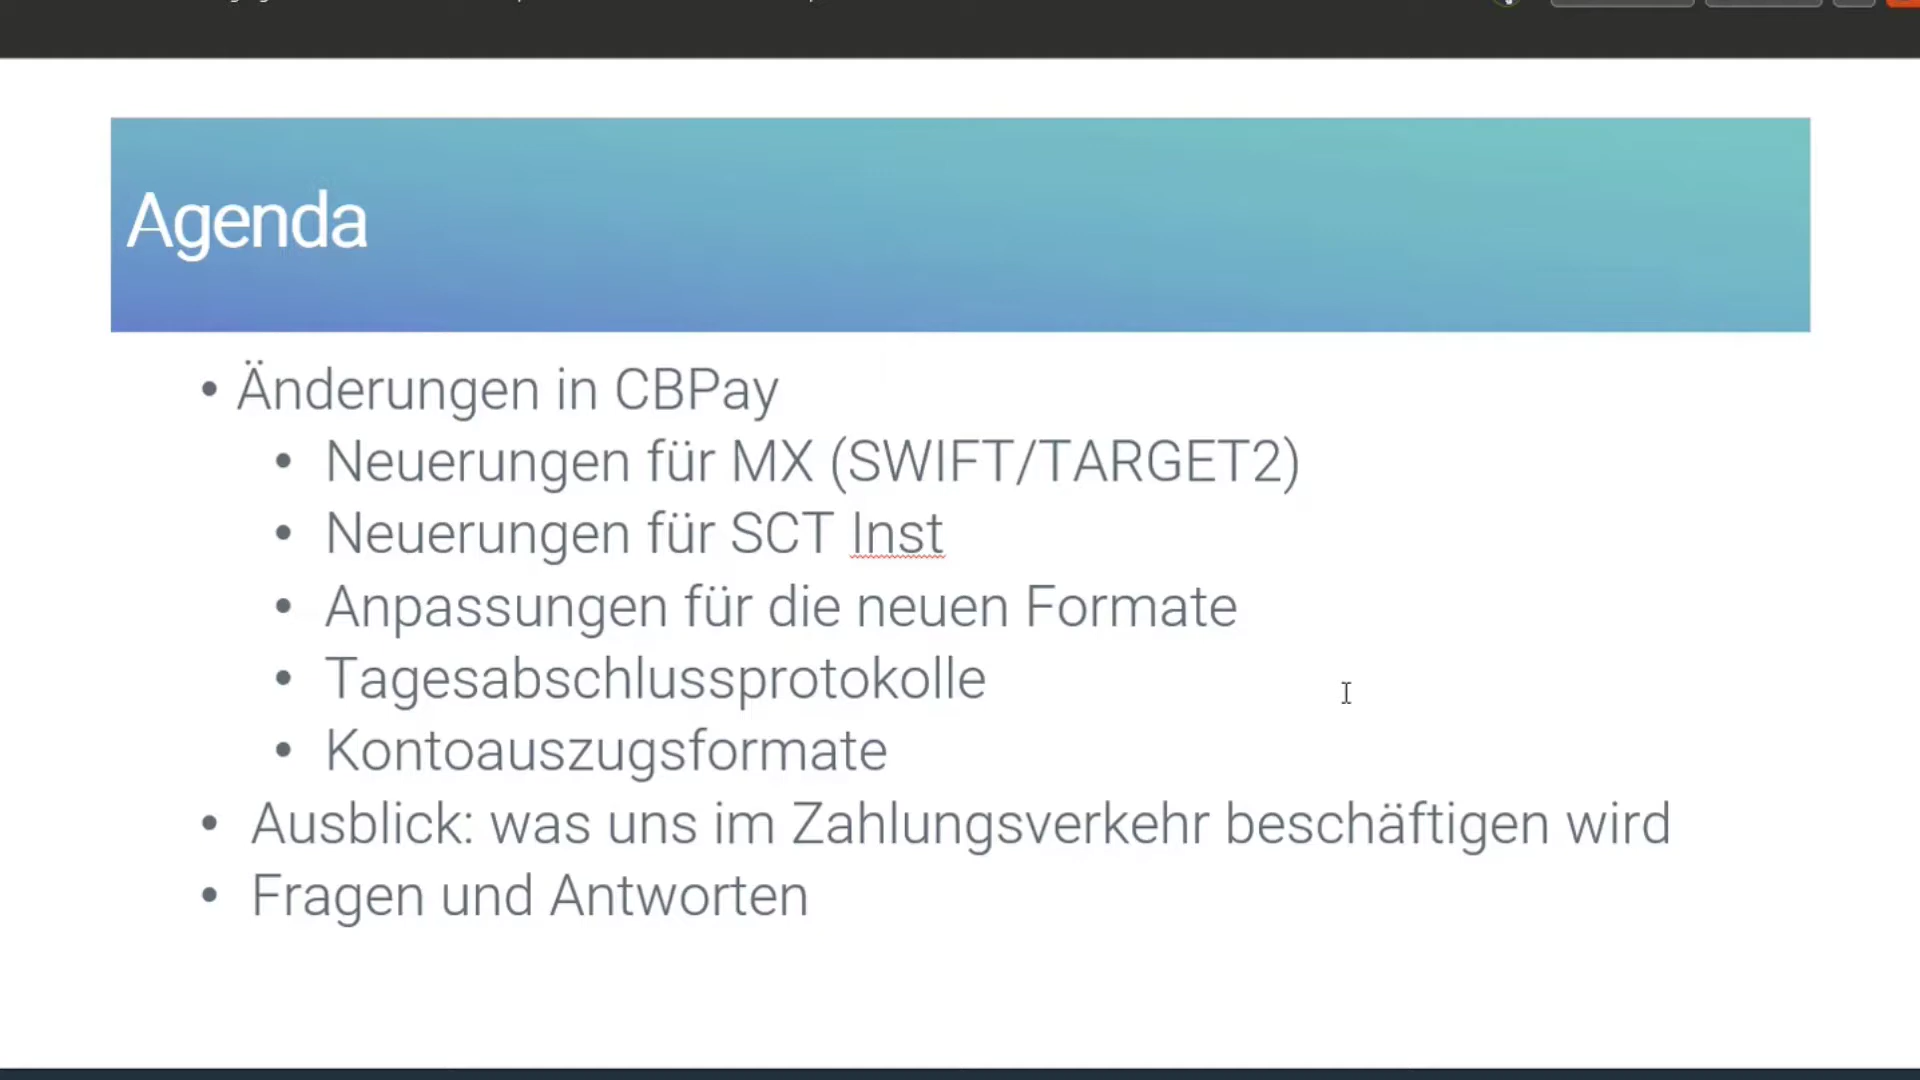 Agenda
• Änderungen in CBPay
• Neuerungen für MX (SWIFT/TARGET2)
• Neuerungen für SCT Inst
• Anpassungen für die neuen Formate
• Tagesabschlussprotokolle
• Kontoauszugsformate
• Ausblick: was uns im Zahlungsverkehr beschäftigen wird
• Fragen und Antworten